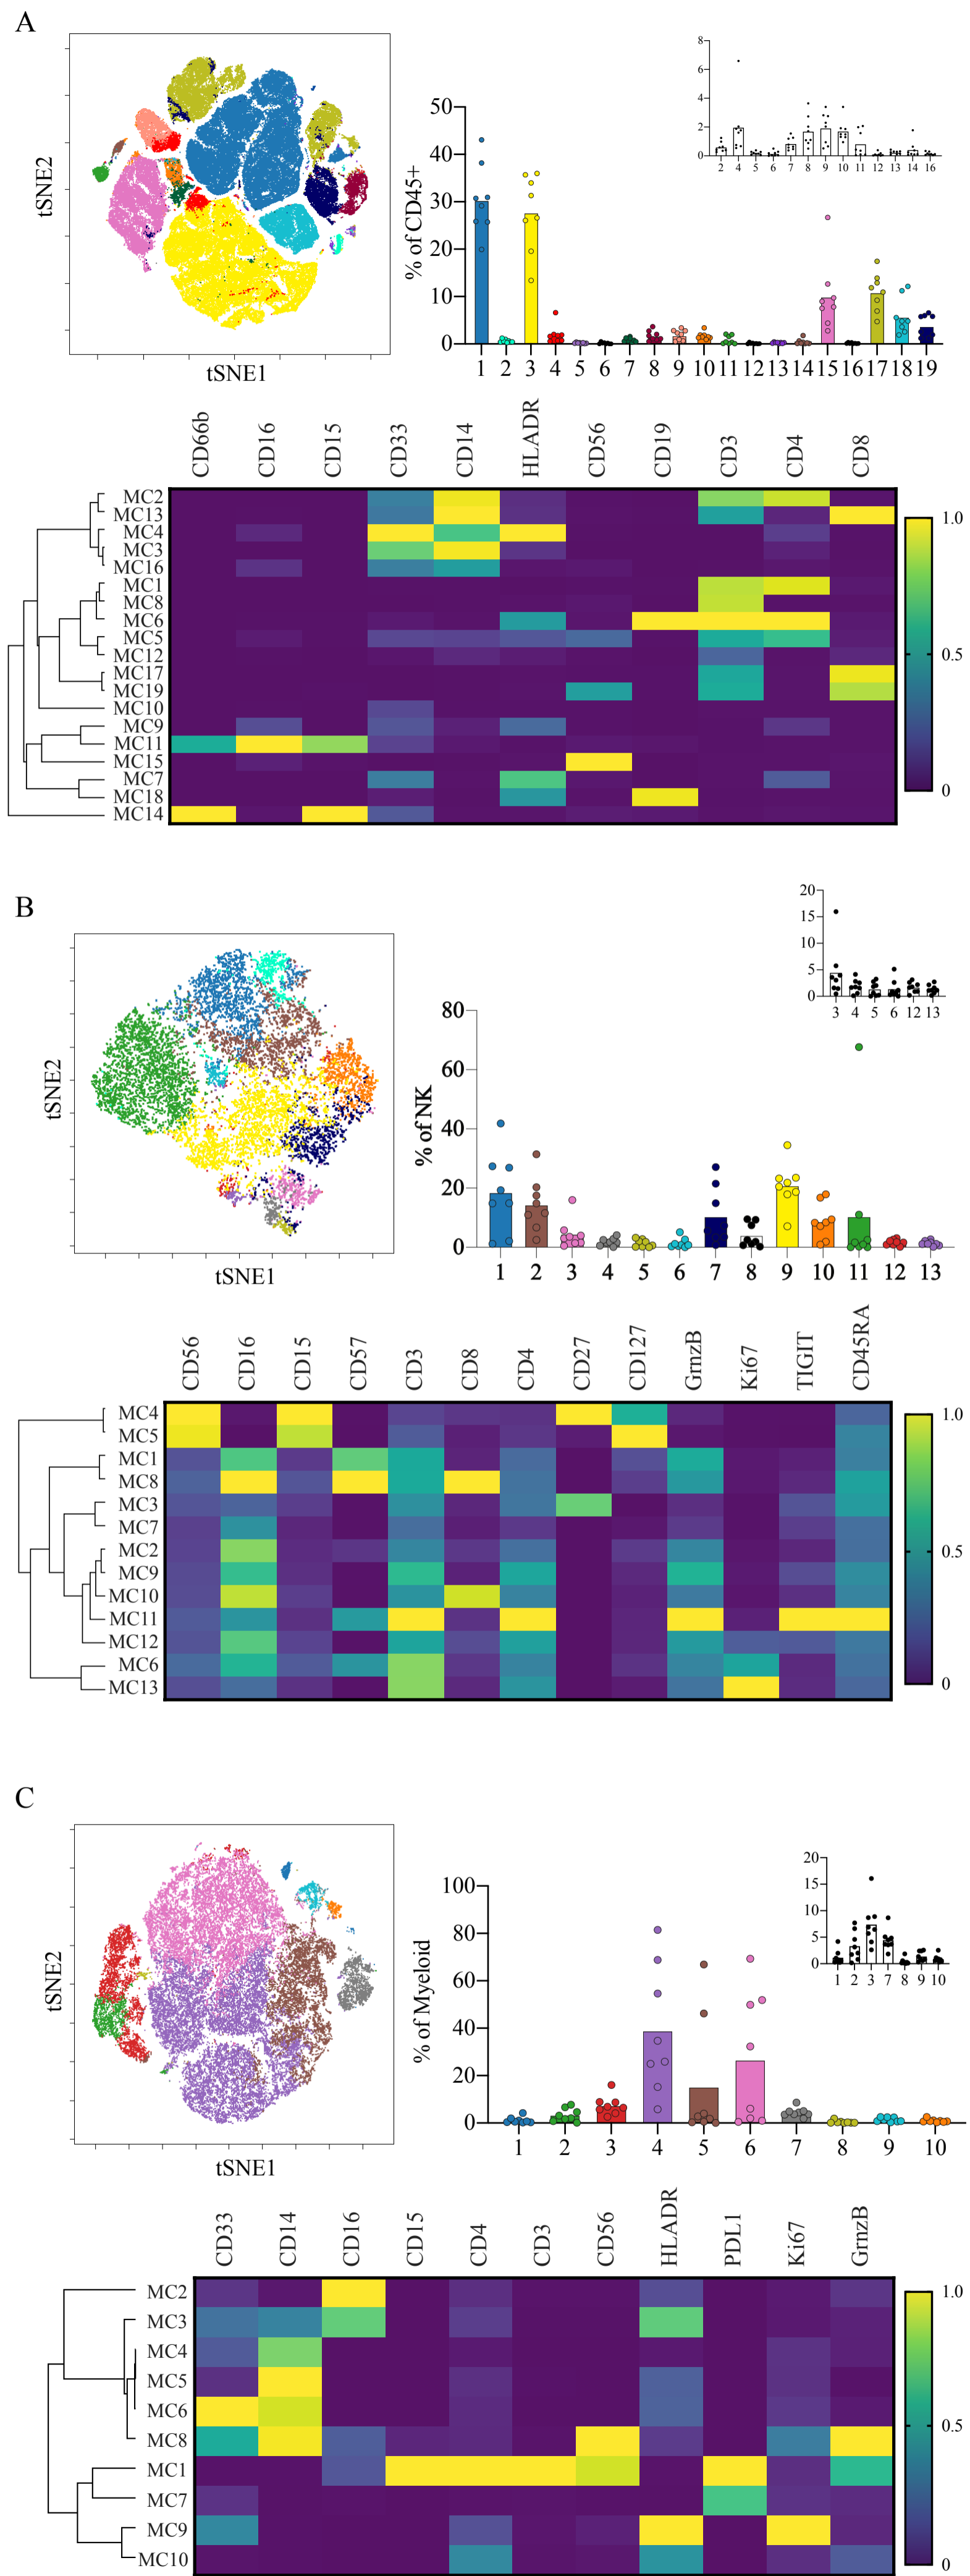 A
tSNE2
tSNE1
% of CD45+
50
40
30
20
10
0
1 2 3 4 5 6 7 8 9 10 11 12 13 14 15 16 17 18 19
8
6
4
2
0
2 4 5 6 7 8 9 10 11 12 13 14 16
CD66b CD16 CD15 CD33 CD14 HLADR CD56 CD19 CD3 CD4 CD8
MC2
MC13
MC4
MC3
MC16
MC1
MC8
MC6
MC5
MC12
MC17
MC19
MC10
MC9
MC11
MC15
MC7
MC18
MC14
1.0
0.5
0
B
tSNE2
tSNE1
% of NK
80
60
40
20
0
1 2 3 4 5 6 7 8 9 10 11 12 13
20
15
10
5
0
3 4 5 6 12 13
CD56 CD16 CD15 CD57 CD3 CD8 CD4 CD27 CD127 GrnzB Ki67 TIGIT CD45RA
MC4
MC5
MC1
MC8
MC3
MC7
MC2
MC9
MC10
MC11
MC12
MC6
MC13
1.0
0.5
0
C
tSNE2
tSNE1
% of Myeloid
100
80
60
40
20
0
1 2 3 4 5 6 7 8 9 10
20
15
10
5
0
1 2 3 7 8 9 10
CD33 CD14 CD16 CD15 CD4 CD3 CD56 HLADR PDL1 Ki67 GrnzB
MC2
MC3
MC4
MC5
MC6
MC8
MC1
MC7
MC9
MC10
1.0
0.5
0